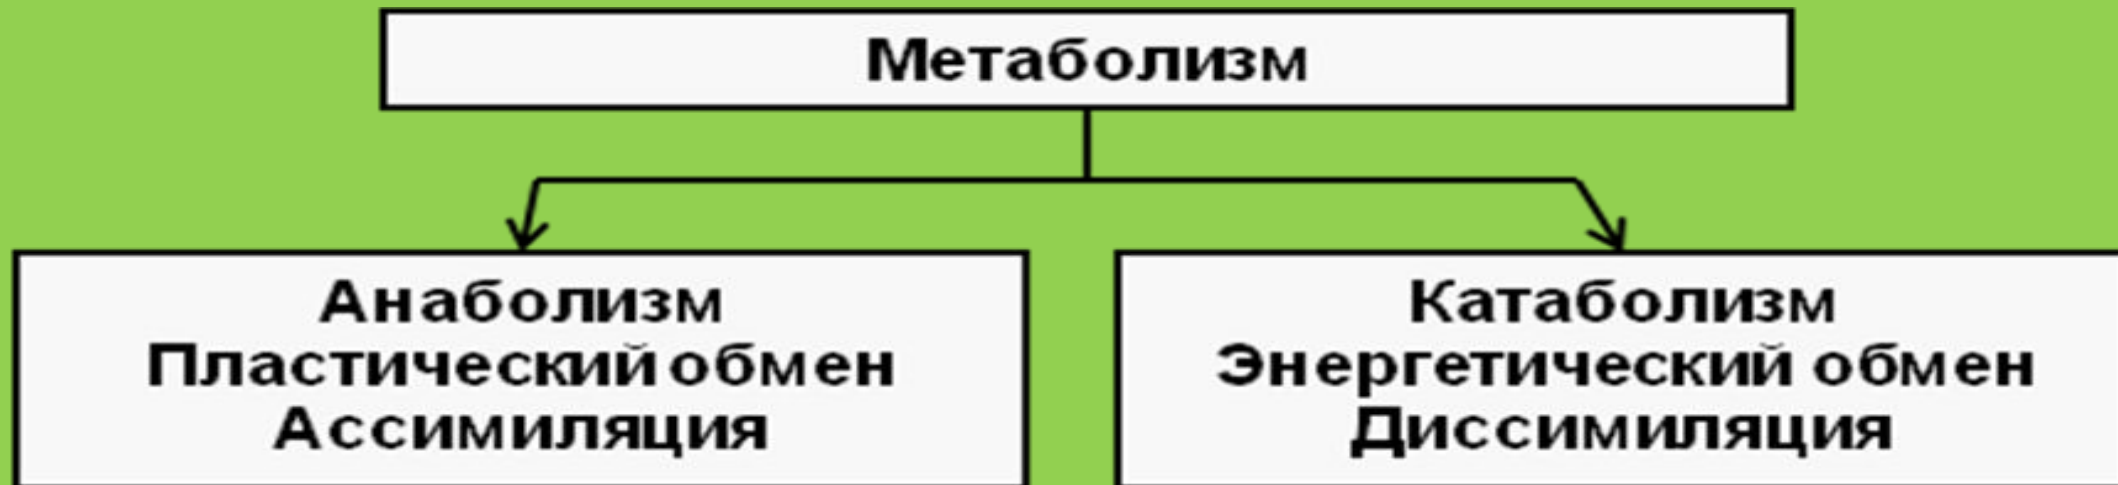 Метаболизм
Анаболизм
Пластический обмен
Ассимиляция
Катаболизм
Энергетический обмен
Диссимиляция